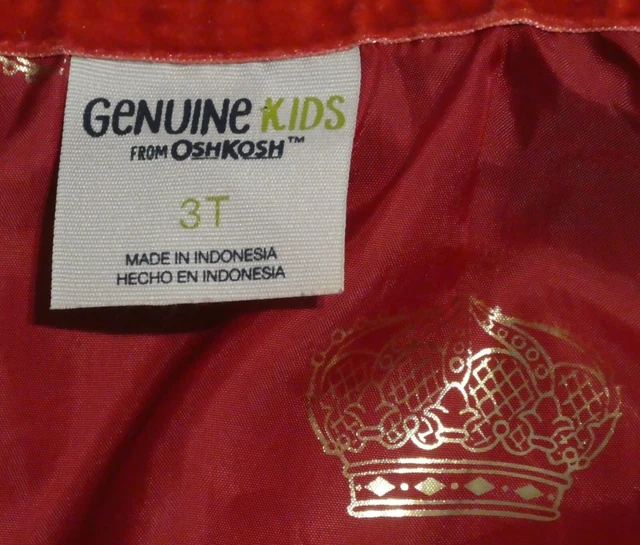 GENUINE KIDS
FROM OSHKOSH™
3T
MADE IN INDONESIA
HECHO EN INDONESIA